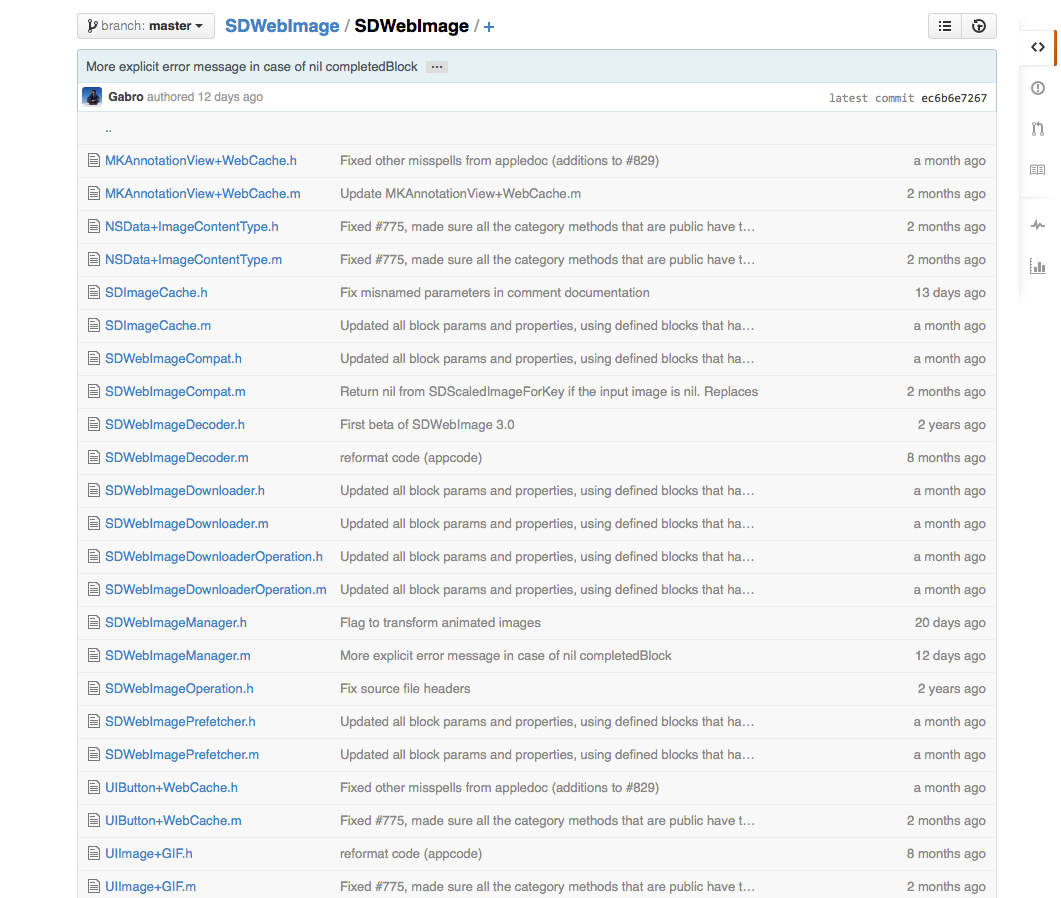 branch: master
SDWebImage / SDWebImage / +
More explicit error message in case of nil completedBlock ...
Gabro authored 12 days ago latest commit ec6b6e7267
..
MKAnnotationView+WebCache.h Fixed other misspells from appledoc (additions to #829) a month ago
MKAnnotationView+WebCache.m Update MKAnnotationView+WebCache.m 2 months ago
NSData+ImageContentType.h Fixed #775, made sure all the category methods that are public have t… 2 months ago
NSData+ImageContentType.m Fixed #775, made sure all the category methods that are public have t… 2 months ago
SDImageCache.h Fix misnamed parameters in comment documentation 13 days ago
SDImageCache.m Updated all block params and properties, using defined blocks that ha… a month ago
SDWebImageCompat.h Updated all block params and properties, using defined blocks that ha… a month ago
SDWebImageCompat.m Return nil from SDScaledImageForKey if the input image is nil. Replaces 2 months ago
SDWebImageDecoder.h First beta of SDWebImage 3.0 2 years ago
SDWebImageDecoder.m reformat code (appcode) 8 months ago
SDWebImageDownloader.h Updated all block params and properties, using defined blocks that ha… a month ago
SDWebImageDownloader.m Updated all block params and properties, using defined blocks that ha… a month ago
SDWebImageDownloaderOperation.h Updated all block params and properties, using defined blocks that ha… a month ago
SDWebImageDownloaderOperation.m Updated all block params and properties, using defined blocks that ha… a month ago
SDWebImageManager.h Flag to transform animated images 20 days ago
SDWebImageManager.m More explicit error message in case of nil completedBlock 12 days ago
SDWebImageOperation.h Fix source file headers 2 years ago
SDWebImagePrefetcher.h Updated all block params and properties, using defined blocks that ha… a month ago
SDWebImagePrefetcher.m Updated all block params and properties, using defined blocks that ha… a month ago
UIButton+WebCache.h Fixed other misspells from appledoc (additions to #829) a month ago
UIButton+WebCache.m Fixed #775, made sure all the category methods that are public have t… 2 months ago
UIImage+GIF.h reformat code (appcode) 8 months ago
UIImage+GIF.m Fixed #775, made sure all the category methods that are public have t… 2 months ago